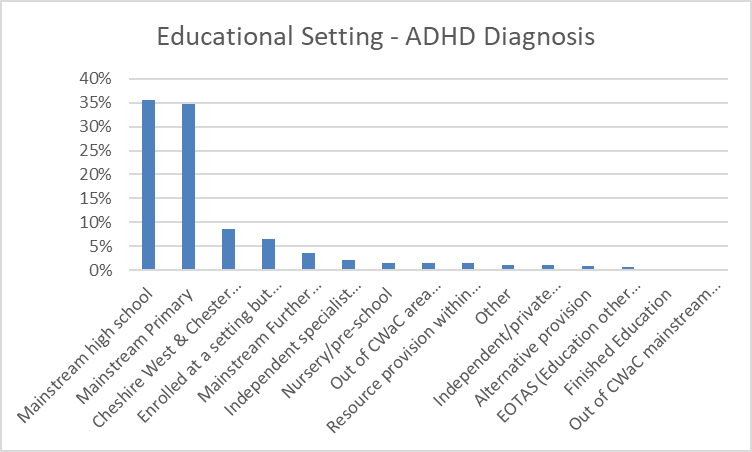 Educational Setting - ADHD Diagnosis
40%
35%
30%
25%
20%
15%
10%
5%
0%
Mainstream high school
Mainstream Primary
Cheshire West & Chester...
Enrolled at a setting but...
Mainstream Further...
Independent specialist...
Nursery/pre-school
Out of CWaC area...
Resource provision within...
Other
Independent/private...
Alternative provision
EOTAS (Education other...
Finished Education
Out of CWaC mainstream...